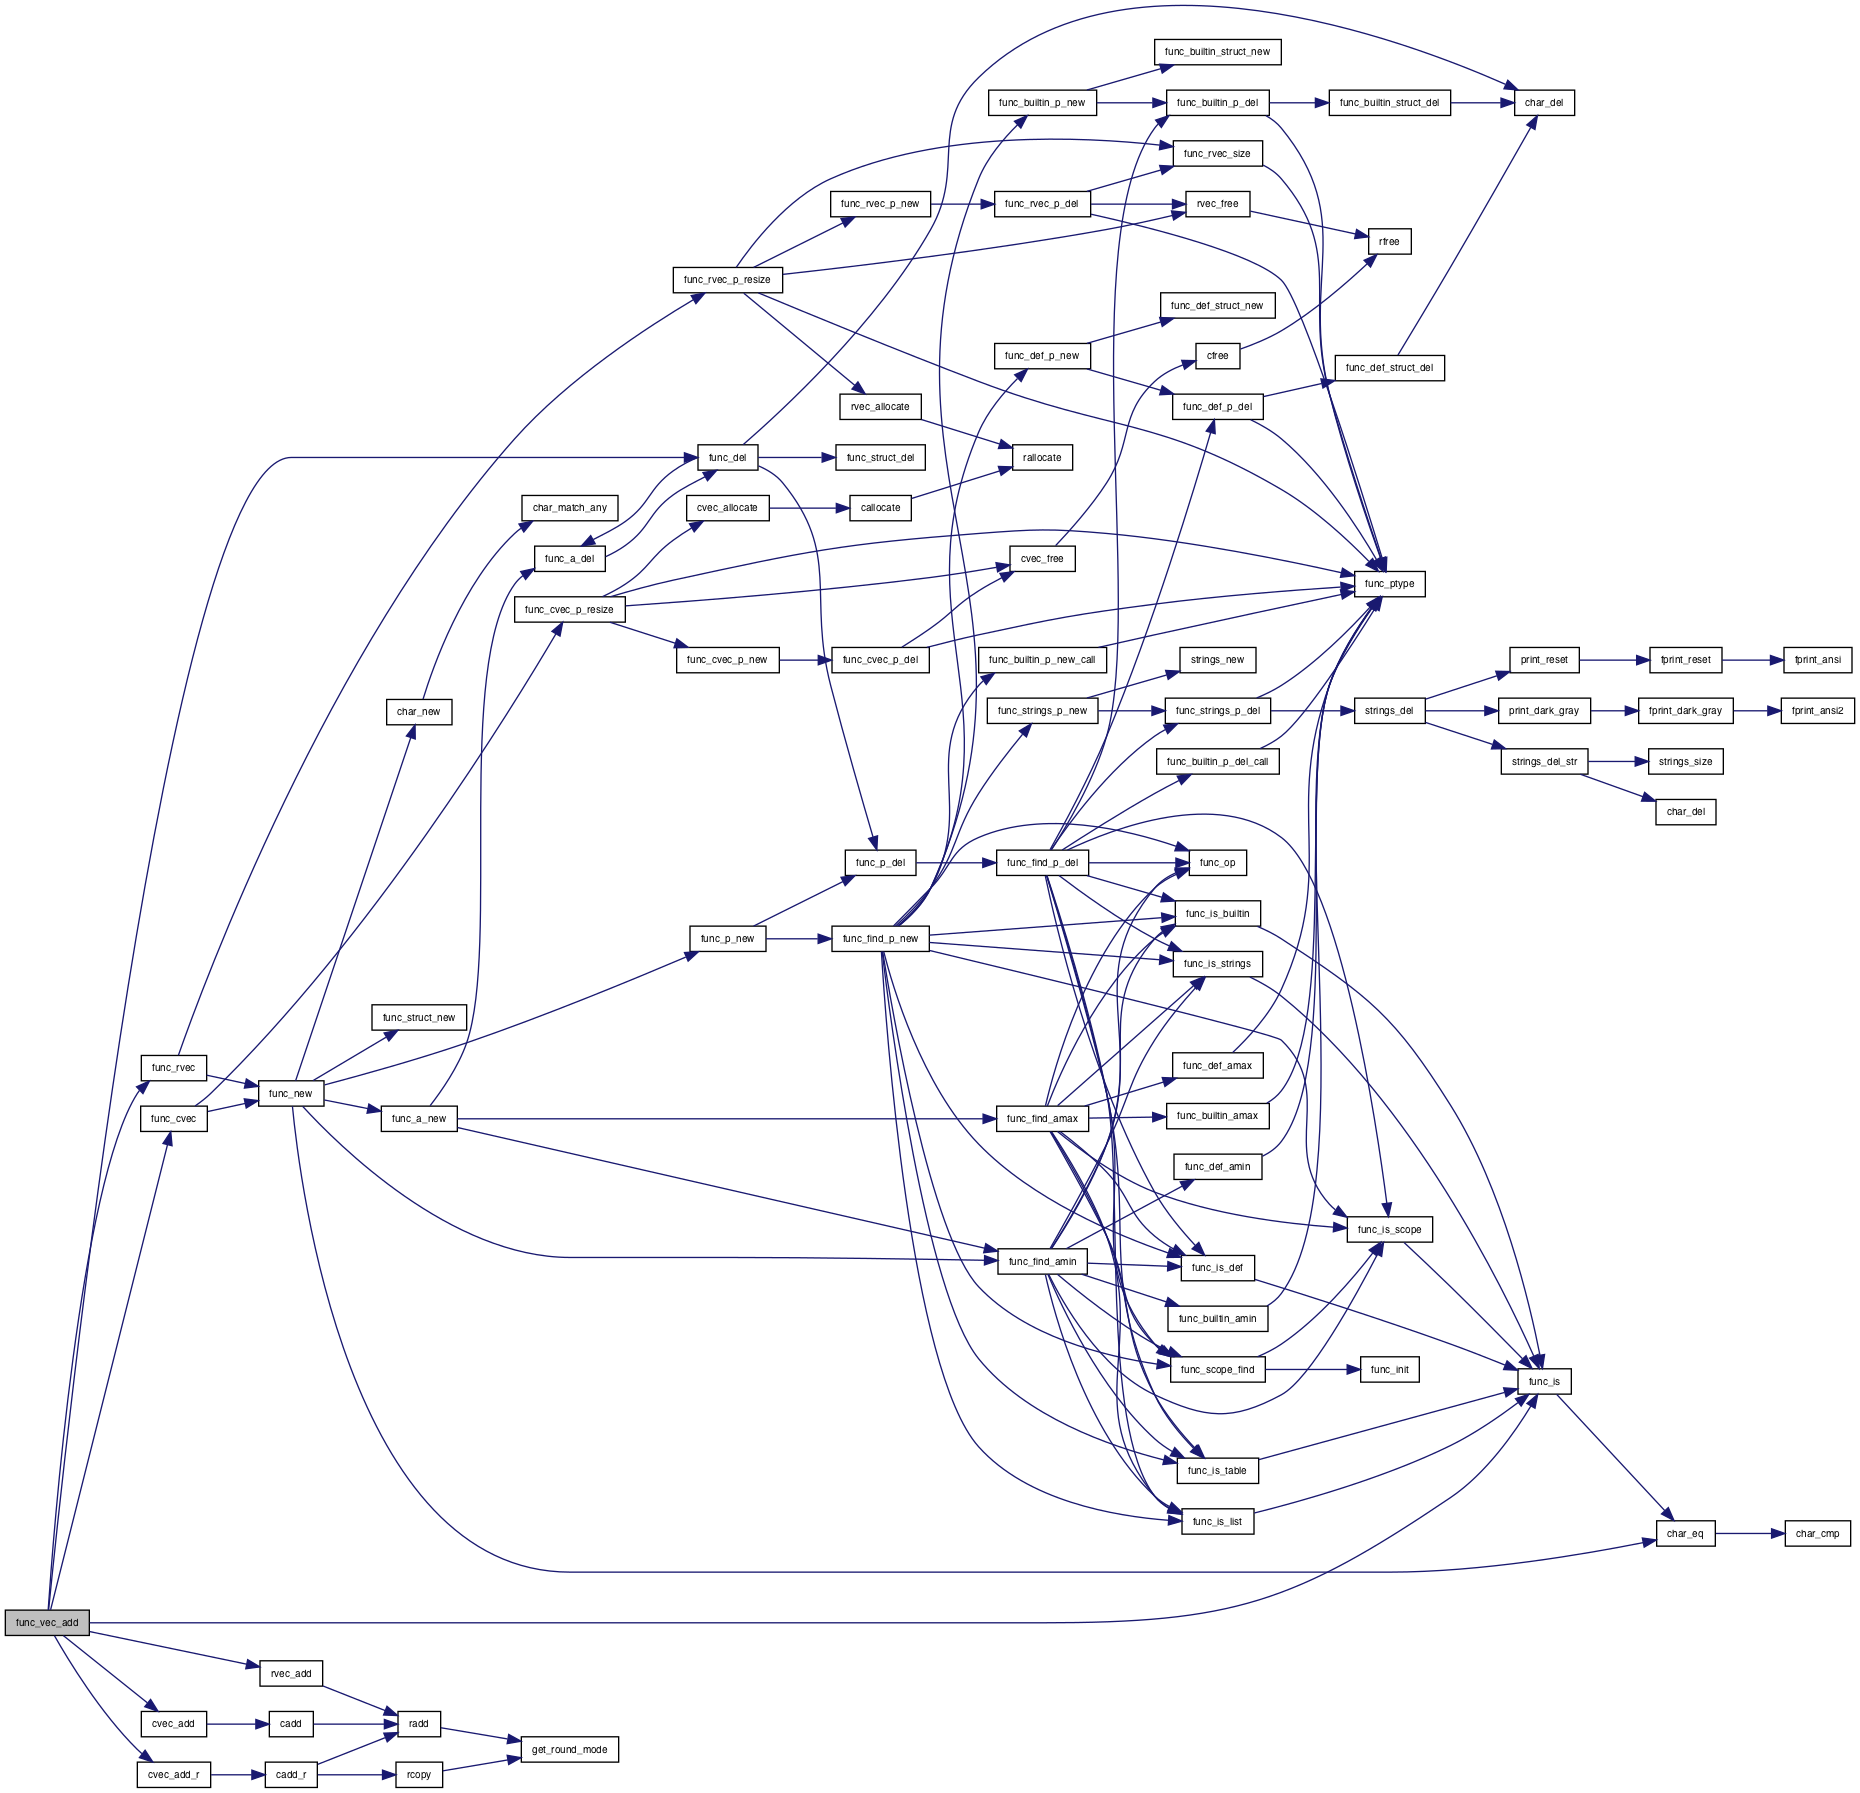 func_builtin_struct_new
func_builtin_p_new
func_builtin_p_del
func_builtin_struct_del
char_del
func_rvec_size
func_rvec_p_new
func_rvec_p_del
rvec_free
rfree
func_rvec_p_resize
func_def_struct_new
func_def_p_new
cfree
func_def_struct_del
rvec_allocate
func_def_p_del
func_del
func_struct_del
rallocate
char_match_any
cvec_allocate
callocate
func_a_del
cvec_free
func_ptype
func_cvec_p_resize
func_cvec_p_new
func_cvec_p_del
func_builtin_p_new_call
strings_new
print_reset
fprint_reset
fprint_ansi
char_new
func_strings_p_new
func_strings_p_del
strings_del
print_dark_gray
fprint_dark_gray
fprint_ansi2
func_builtin_p_del_call
strings_del_str
strings_size
char_del
func_p_del
func_find_p_del
func_op
func_is_builtin
func_p_new
func_find_p_new
func_is_strings
func_struct_new
func_rvec
func_def_amax
func_new
func_cvec
func_a_new
func_find_amax
func_builtin_amax
func_def_amin
func_is_scope
func_find_amin
func_is_def
func_builtin_amin
func_scope_find
func_init
func_is
func_is_table
func_is_list
char_eq
char_cmp
func_vec_add
rvec_add
cvec_add
cadd
radd
get_round_mode
cvec_add_r
cadd_r
rcopy